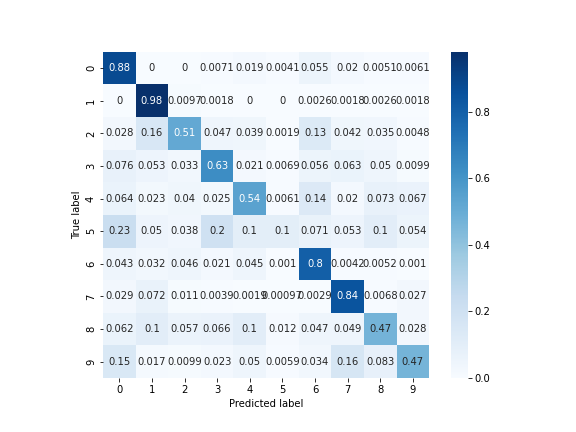 0 0.88 0 0 0.0071 0.019 0.0041 0.055 0.02 0.0051 0.0061
1 0 0.98 0.0097 0.0018 0 0 0.0026 0.0018 0.0026 0.0018 0.8
2 0.028 0.16 0.51 0.047 0.039 0.0019 0.13 0.042 0.035 0.0048
3 0.076 0.053 0.033 0.63 0.021 0.0069 0.056 0.063 0.05 0.0099 0.6
4 0.064 0.023 0.04 0.025 0.54 0.0061 0.14 0.02 0.073 0.067
True label
5 0.23 0.05 0.038 0.2 0.1 0.1 0.071 0.053 0.1 0.054 0.4
6 0.043 0.032 0.046 0.021 0.045 0.001 0.8 0.0042 0.0052 0.001
7 0.029 0.072 0.011 0.0039 0.0019 0.00097 0.0029 0.84 0.0068 0.027
8 0.062 0.1 0.057 0.066 0.1 0.012 0.047 0.049 0.47 0.028 0.2
9 0.15 0.017 0.0099 0.023 0.05 0.0059 0.034 0.16 0.083 0.47
0.0
0 1 2 3 4 5 6 7 8 9
Predicted label